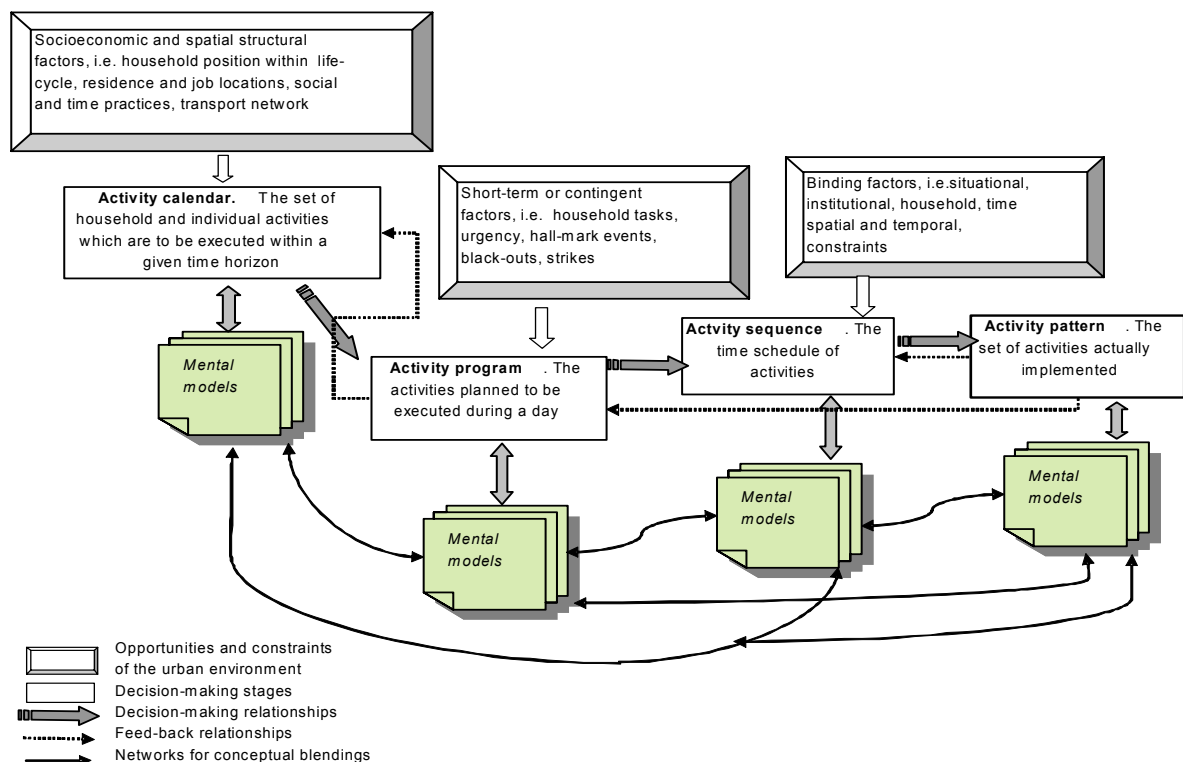 Socioeconomic and spatial structural
factors, i.e. household position within life-
cycle, residence and job locations, social
and time practices, transport network
Activity calendar. The set of
household and individual activities
which are to be executed within a
given time horizon
Short-term or contingent
factors, i.e. household tasks,
urgency, hall-mark events,
black-outs, strikes
Binding factors, i.e.situational,
institutional, household, time
spatial and temporal,
constraints
Mental
models
Activity program . The
activities planned to be
executed during a day
Actvity sequence . The
time schedule of
activities
Activity pattern . The
set of activities actually
implemented
Mental
models
Mental
models
Mental
models
Opportunities and constraints
of the urban environment
Decision-making stages
Decision-making relationships
Feed-back relationships
Networks for conceptual blendings